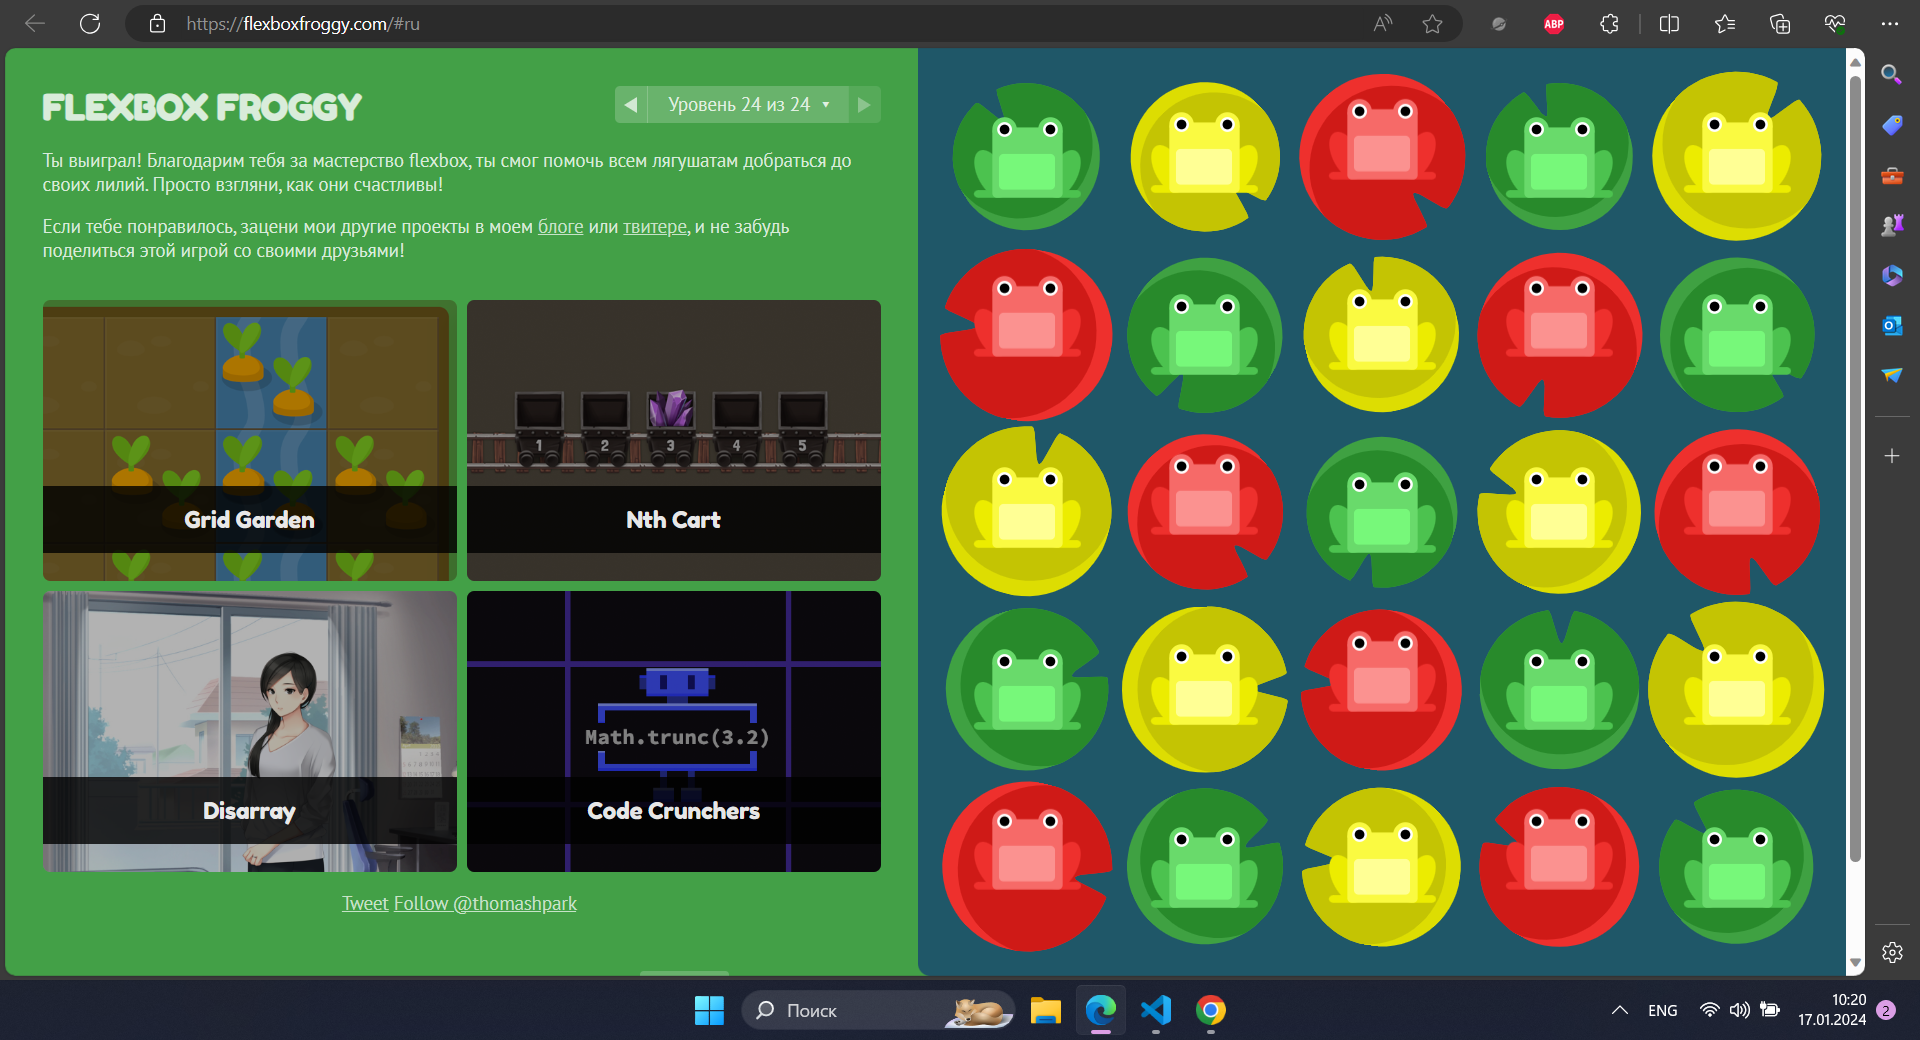 https://flexboxfroggy.com/#ru
ABP
FLEXBOX FROGGY
Уровень 24 из 24
Ты выиграл! Благодарим тебя за мастерство flexbox, ты смог помочь всем лягушатам добраться до
своих лилий. Просто взгляни, как они счастливы!
Если тебе понравилось, зацени мои другие проекты в моем блоге или твитере, и не забудь
поделиться этой игрой со своими друзьями!
1 2 3 4 5
Grid Garden
Nth Cart
Math.trunc(3.2)
Disarray
Code Crunchers
Tweet Follow @thomashpark
Поиск
ENG
10:20
17.01.2024
2